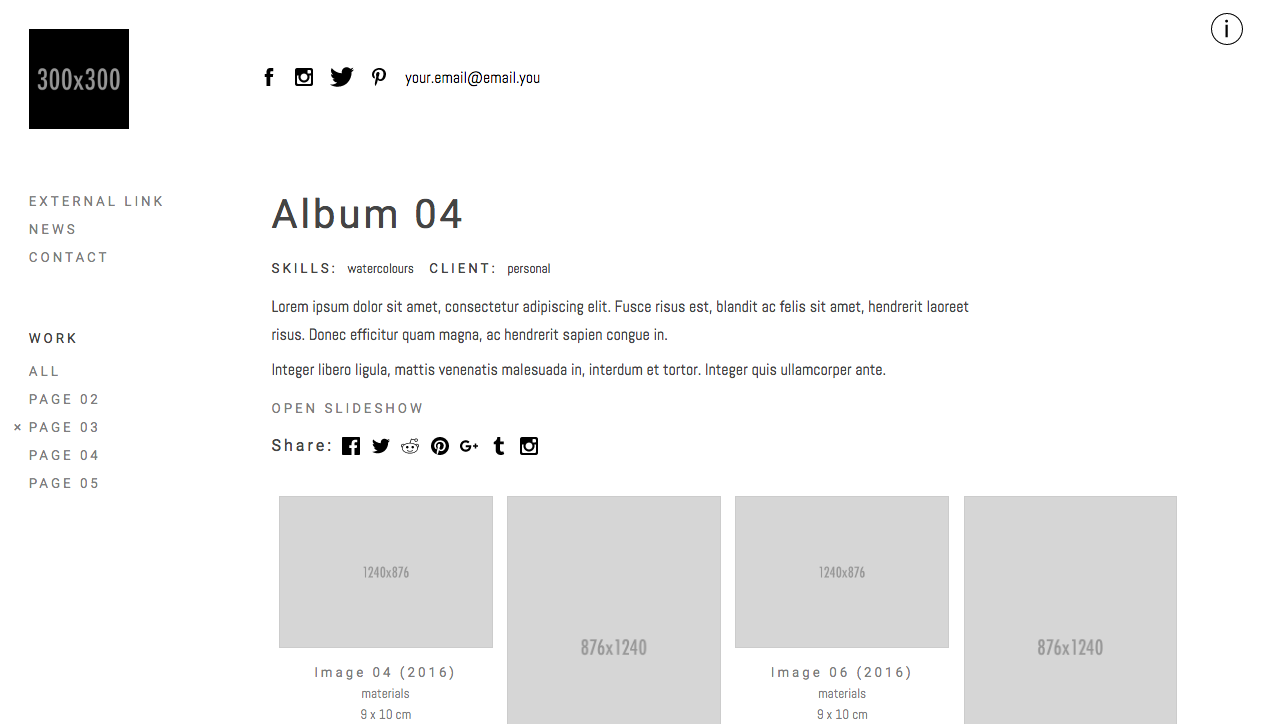 300x300
i
your.email@email.you
EXTERNAL LINK
NEWS
CONTACT
WORK
ALL
PAGE 02
× PAGE 03
PAGE 04
PAGE 05
Album 04
SKILLS: watercolours CLIENT: personal
Lorem ipsum dolor sit amet, consectetur adipiscing elit. Fusce risus est, blandit ac felis sit amet, hendrerit laoreet
risus. Donec efficitur quam magna, ac hendrerit sapien congue in.
Integer libero ligula, mattis venenatis malesuada in, interdum et tortor. Integer quis ullamcorper ante.
OPEN SLIDESHOW
Share:
1240x876
Image 04 (2016)
materials
9 x 10 cm
876x1240
1240x876
Image 06 (2016)
materials
9 x 10 cm
876x1240